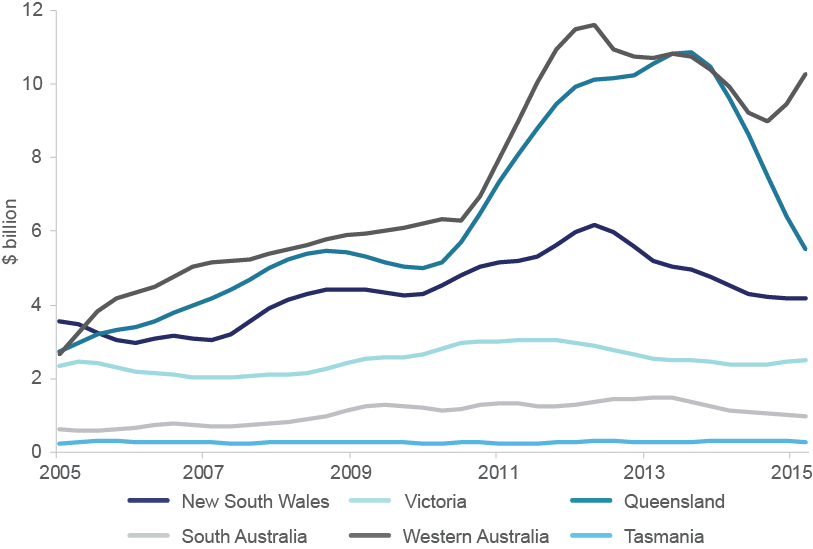 12
10
8
6
4
2
0
$ billion
2005 2007 2009 2011 2013 2015
New South Wales Victoria Queensland
South Australia Western Australia Tasmania